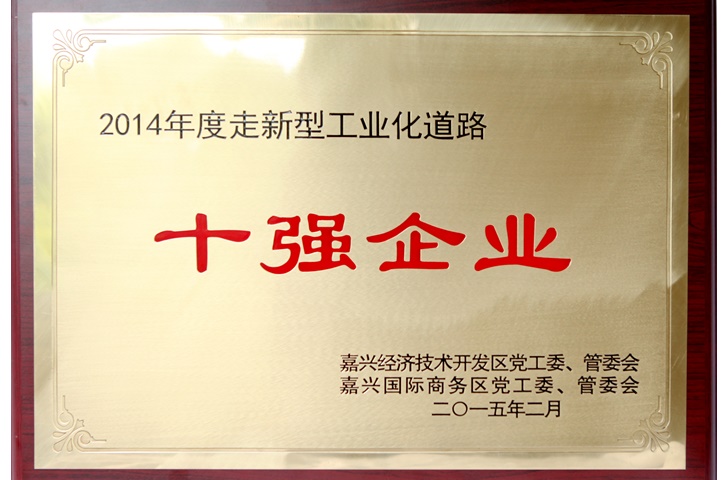 2014年度走新型工业化道路
十强企业
嘉兴经济技术开发区党工委、管委会
嘉兴国际商务区党工委、管委会
二〇一五年二月